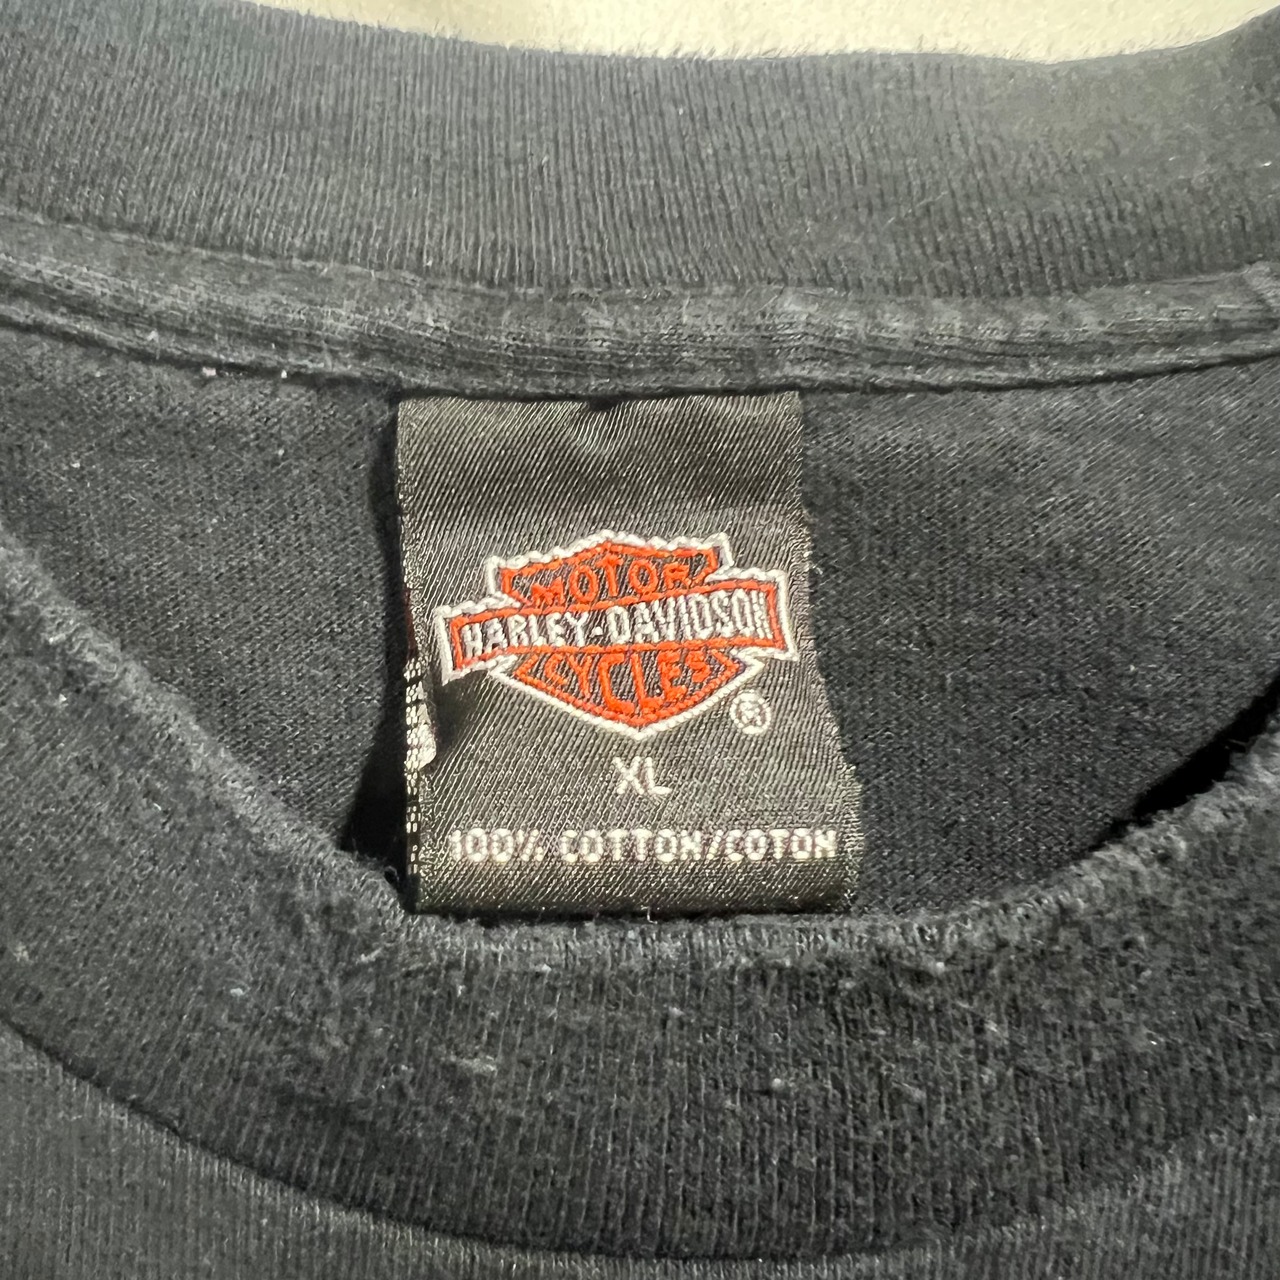 MOTOR
HARLEY-DAVIDSON
CYCLES
®
XL
100% COTTON/COTON